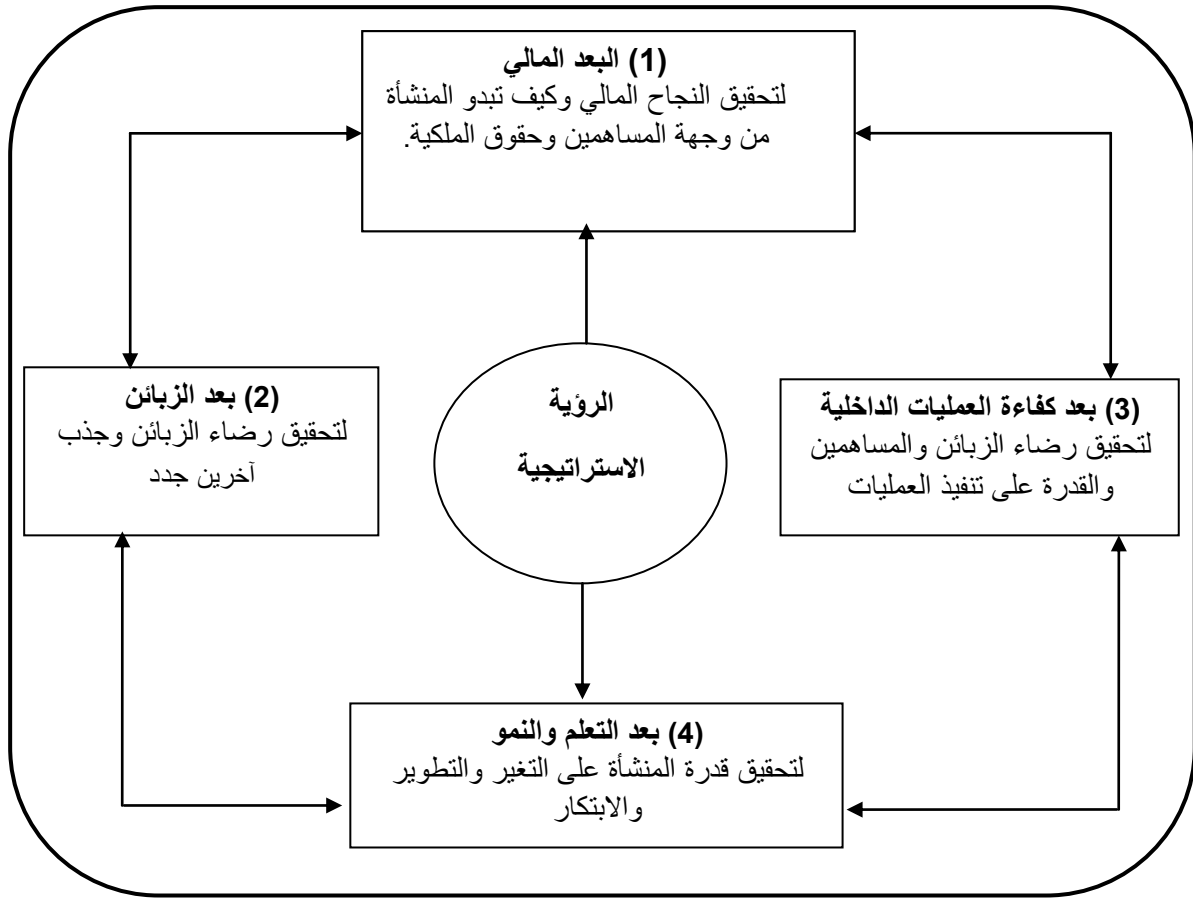 (1) البعد المالي
لتحقيق النجاح المالي وكيف تبدو المنشأة
من وجهة المساهمين وحقوق الملكية.
(2) بعد الزبائن
لتحقيق رضاء الزبائن وجذب
آخرين جدد
الرؤية
الاستراتيجية
(3) بعد كفاءة العمليات الداخلية
لتحقيق رضاء الزبائن والمساهمين
والقدرة على تنفيذ العمليات
(4) بعد التعلم والنمو
لتحقيق قدرة المنشأة على التغير والتطوير
والابتكار